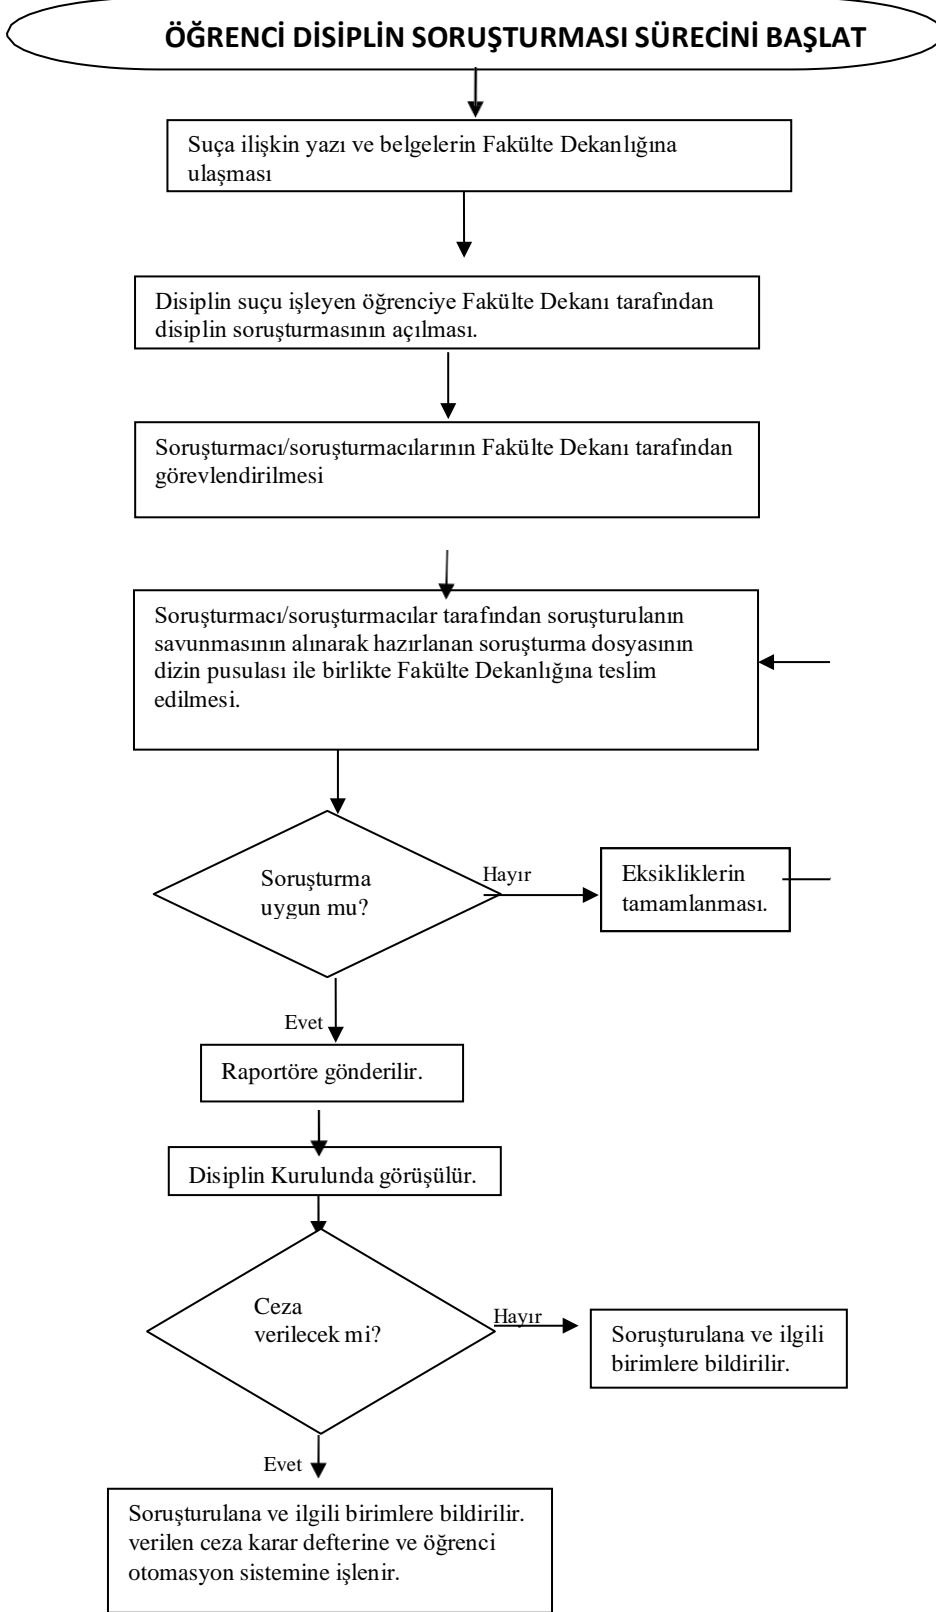 ÖĞRENCİ DİSİPLİN SORUŞTURMASI SÜRECİNİ BAŞLAT
Suça ilişkin yazı ve belgelerin Fakülte Dekanlığına
ulaşması
Disiplin suçu işleyen öğrenciye Fakülte Dekanı tarafından
disiplin soruşturmasının açılması.
Soruşturmacı/soruşturmacılarının Fakülte Dekanı tarafından
görevlendirilmesi
Soruşturmacı/soruşturmacılar tarafından soruşturulanın
savunmasının alınarak hazırlanan soruşturma dosyasının
dizin pusulası ile birlikte Fakülte Dekanlığına teslim
edilmesi.
Soruşturma
uygun mu?
Hayır
Eksikliklerin
tamamlanması.
Evet
Raportöre gönderilir.
Disiplin Kurulunda görüşülür.
Ceza
verilecek mi?
Hayır
Soruşturulana ve ilgili
birimlere bildirilir.
Evet
Soruşturulana ve ilgili birimlere bildirilir.
verilen ceza karar defterine ve öğrenci
otomasyon sistemine işlenir.